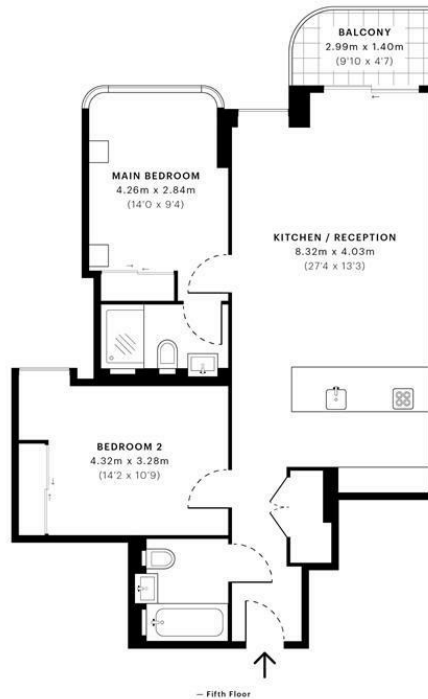 BALCONY
2.99m x 1.40m
(9'10 x 4'7)
MAIN BEDROOM
4.26m x 2.84m
(14'0 x 9'4)
KITCHEN / RECEPTION
8.32m x 4.03m
(27'4 x 13'3)
BEDROOM 2
4.32m x 3.28m
(14'2 x 10'9)
— Fifth Floor